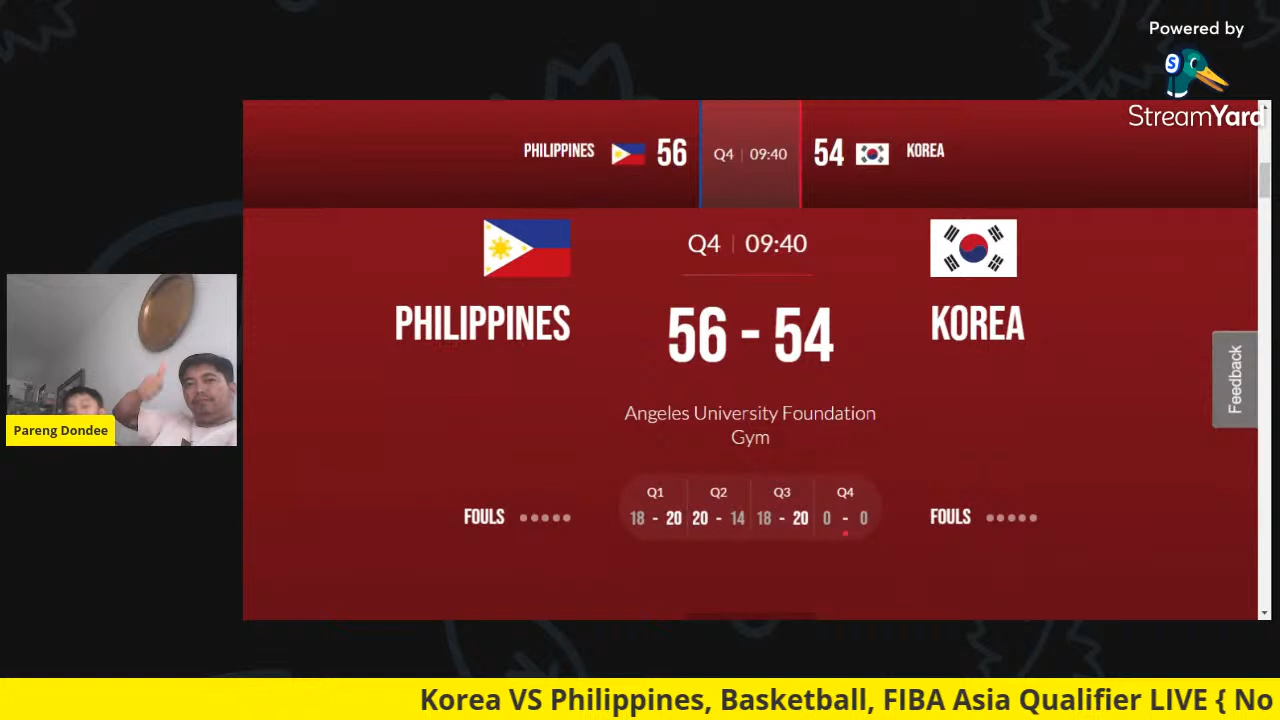 Powered by
StreamYard
PHILIPPINES 56 Q4 | 09:40 54 KOREA
Q4 | 09:40
PHILIPPINES 56 - 54 KOREA
Feedback
Angeles University Foundation
Gym
Pareng Dondee
Q1 Q2 Q3 Q4
FOULS 18 - 20 20 - 14 18 - 20 0 - 0 FOULS
Korea VS Philippines, Basketball, FIBA Asia Qualifier LIVE { No